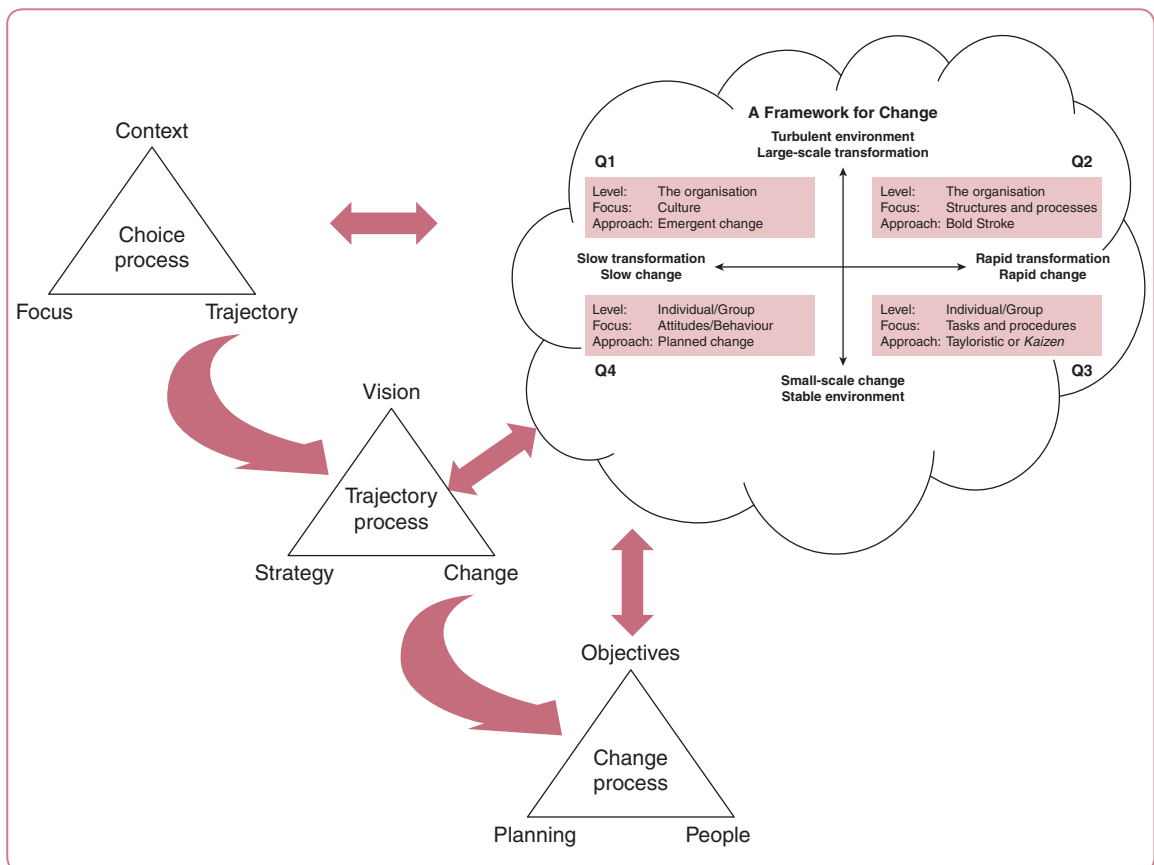 Context
Choice
process
Focus
Trajectory
Vision
Trajectory
process
Strategy
Change
Objectives
Change
process
Planning
People
A Framework for Change
Turbulent environment
Large-scale transformation
Q1
Q2
Level: The organisation
Focus: Culture
Approach: Emergent change
Level: The organisation
Focus: Structures and processes
Approach: Bold Stroke
Slow transformation
Slow change
Rapid transformation
Rapid change
Level: Individual/Group
Focus: Attitudes/Behaviour
Approach: Planned change
Level: Individual/Group
Focus: Tasks and procedures
Approach: Tayloristic or Kaizen
Q4
Q3
Small-scale change
Stable environment